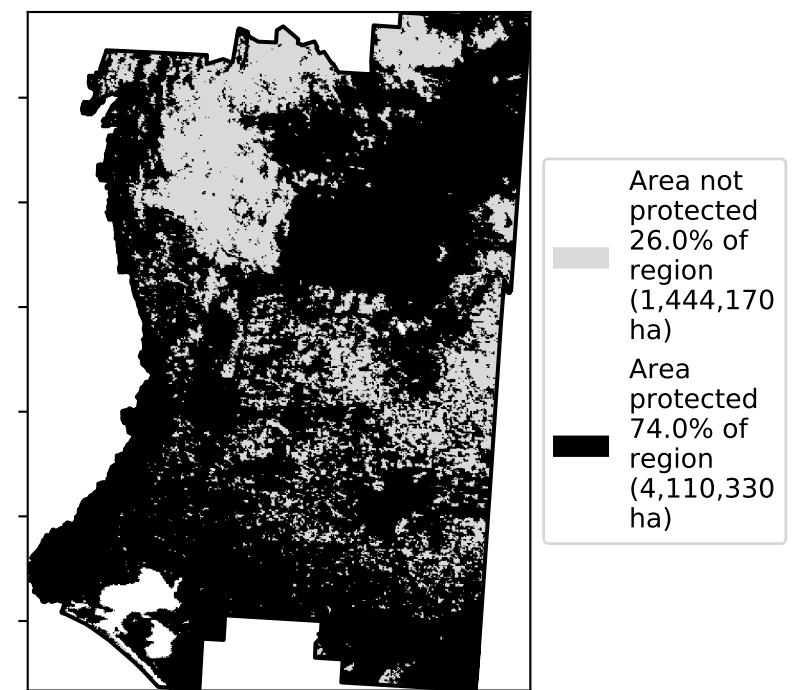 Area not
protected
26.0% of
region
(1,444,170
ha)
Area
protected
74.0% of
region
(4,110,330
ha)